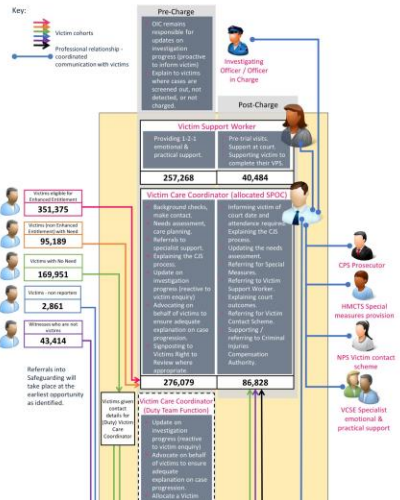 Key:
Victim cohorts
Professional relationship -
coordinated
communication with victims
Pre-Charge
OIC remains
responsible for
updates on
investigation
progress (proactive
to inform victim)
Explain to victims
where cases are
screened out, not
detected, or not
charged.
Investigating
Officer / Officer
in Charge
Post-Charge
Victim Support Worker
Providing 1-2-1
emotional &
practical support.
Pre-trial visits.
Support at court.
Supporting victim to
complete their VPS.
257,268
40,484
Victim Care Coordinator (allocated SPOC)
Background checks,
make contact.
Needs assessment,
care planning.
Referrals to
specialist support.
Explaining the CJS
process.
Update on
investigation
progress (reactive to
victim enquiry)
Advocating on
behalf of victims to
ensure adequate
explanation on case
progression.
Signposting to
Victims Right to
Review where
appropriate.
Informing victim of
court date and
attendance required.
Explaining the CJS
process.
Updating the needs
assessment.
Referring for Special
Measures.
Referring to Victim
Support Worker.
Explaining court
outcomes.
Referring for Victim
Contact Scheme.
Supporting /
referring to Criminal
Injuries
Compensation
Authority.
276,079
86,828
Victims eligible for
Enhanced Entitlement
351,375
Victims (non Enhanced
Entitlement) with Need
95,189
Victims with No Need
169,951
Victims - non reporters
2,861
Witnesses who are not
victims
43,414
Referrals into
Safeguarding will
take place at the
earliest opportunity
as identified.
Victims given
contact
details for
(Duty) Victim
Care
Coordinator
Victim Care Coordinator
(Duty Team Function)
Update on
investigation
progress (reactive
to victim enquiry)
Advocate on behalf
of victims to ensure
adequate
explanation on case
progression.
Allocate a Victim
CPS Prosecutor
HMCTS Special
measures provision
NPS Victim contact
scheme
VCSE Specialist
emotional &
practical support